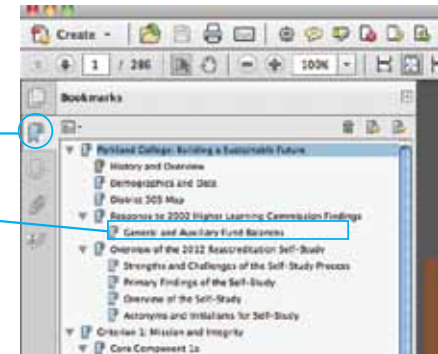 Create
1 / 286
100%
Bookmarks
Parkland College: Building a Sustainable Future
History and Overview
Demographics and Data
District 505 Map
Response to 2002 Higher Learning Commission Findings
General and Auxiliary Fund Balances
Overview of the 2012 Reaccreditation Self-Study
Strengths and Challenges of the Self-Study Process
Primary Findings of the Self-Study
Overview of the Self-Study
Acronyms and Initialisms for Self-Study
Criterion 1: Mission and Integrity
Core Component 1a